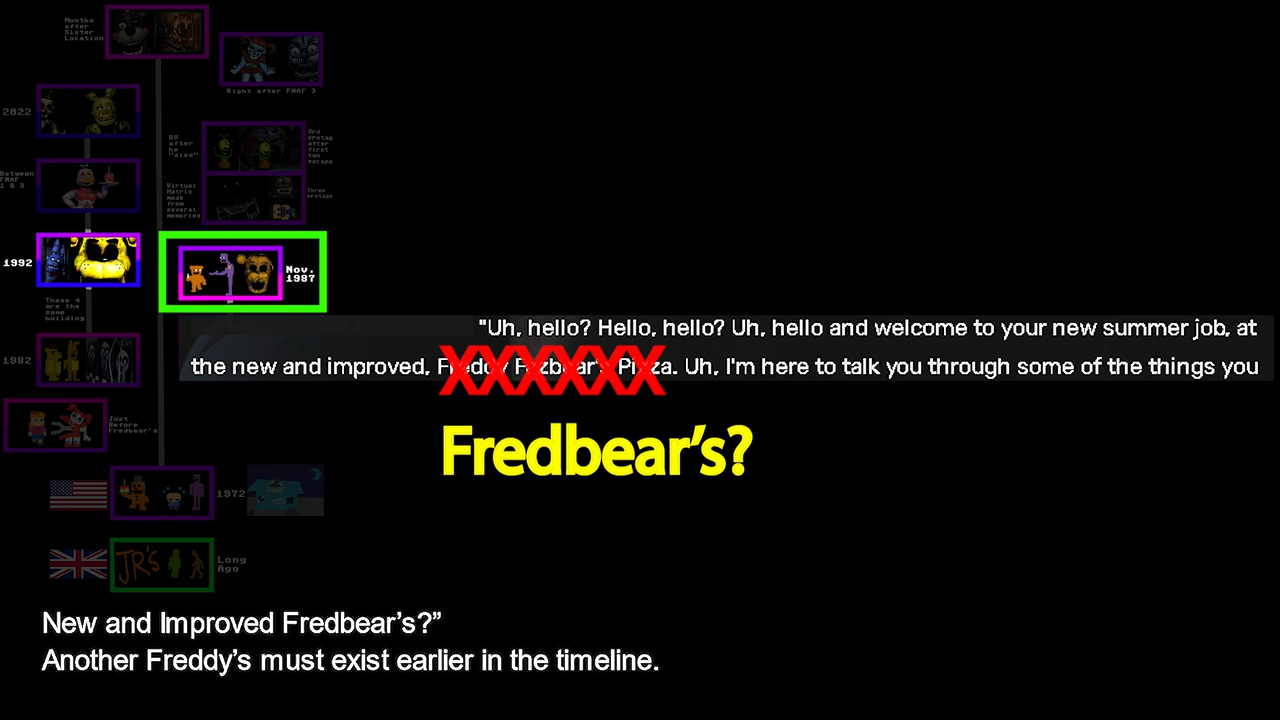 Months
after
Sister
Location
Right after FNAF 3
2022
BV
after
he
"dies"
3rd
protag
after
first
two
escape
Between
FNAF
1 & 3
Virtual
Matrix
made
from
several
memories
Three
protags
1992
Nov.
1987
These 4
are the
same
building
"Uh, hello? Hello, hello? Uh, hello and welcome to your new summer job, at
the new and improved, Freddy Fazbear's Pizza. Uh, I'm here to talk you through some of the things you
XXXXXX
1982
Just
Before
Fredbear's
Fredbear's?
1972
JR'S
Long
Ago
New and Improved Fredbear's?”
Another Freddy's must exist earlier in the timeline.